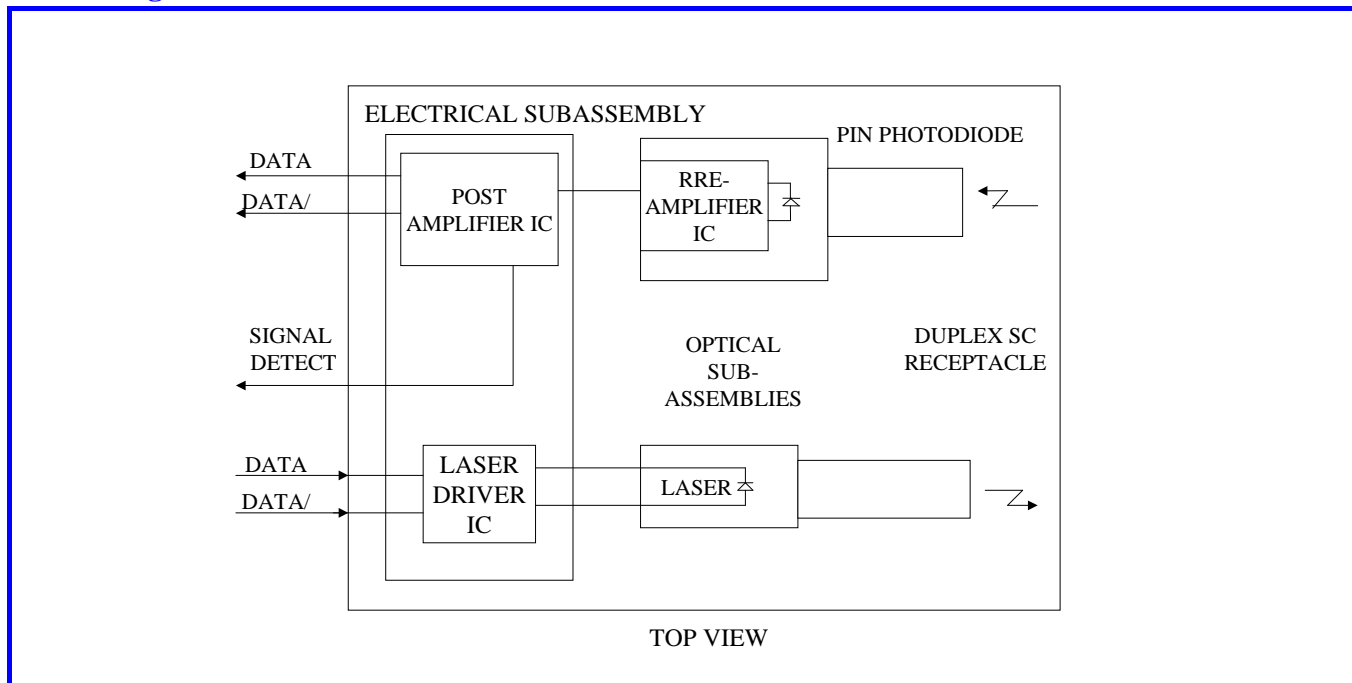 ELECTRICAL SUBASSEMBLY
PIN PHOTODIODE
DATA
DATA/
POST
AMPLIFIER IC
RRE-
AMPLIFIER
IC
SIGNAL
DETECT
OPTICAL
SUB-
ASSEMBLIES
DUPLEX SC
RECEPTACLE
DATA
DATA/
LASER
DRIVER
IC
LASER
TOP VIEW